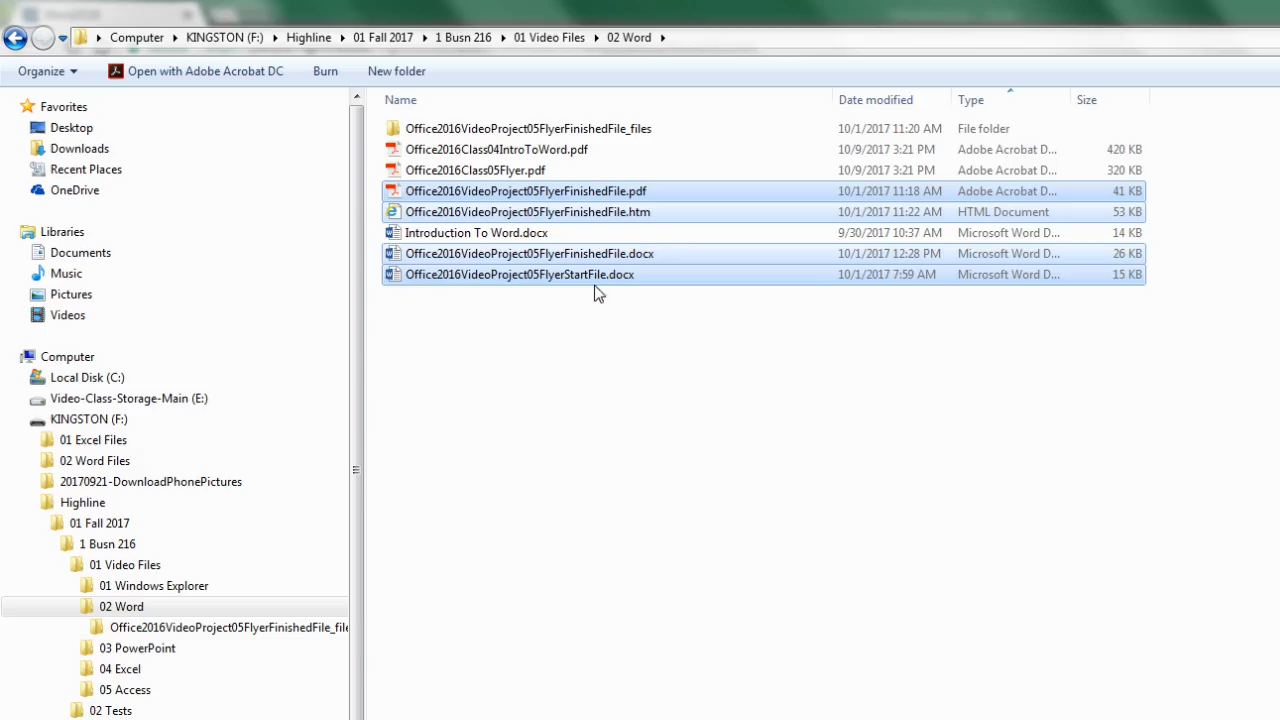 Computer KINGSTON (F:) Highline 01 Fall 2017 1 Busn 216 01 Video Files 02 Word
Organize Open with Adobe Acrobat DC Burn New folder
Name Date modified Type Size
Favorites
Desktop
Downloads
Recent Places
OneDrive
Libraries
Documents
Music
Pictures
Videos
Computer
Local Disk (C:)
Video-Class-Storage-Main (E:)
KINGSTON (F:)
01 Excel Files
02 Word Files
20170921-DownloadPhonePictures
Highline
01 Fall 2017
1 Busn 216
01 Video Files
01 Windows Explorer
02 Word
Office2016VideoProject05FlyerFinishedFile_file
03 PowerPoint
04 Excel
05 Access
02 Tests
Office2016VideoProject05FlyerFinishedFile_files 10/1/2017 11:20 AM File folder
Office2016Class04IntroToWord.pdf 10/9/2017 3:21 PM Adobe Acrobat D... 420 KB
Office2016Class05Flyer.pdf 10/9/2017 3:21 PM Adobe Acrobat D... 320 KB
Office2016VideoProject05FlyerFinishedFile.pdf 10/1/2017 11:18 AM Adobe Acrobat D... 41 KB
Office2016VideoProject05FlyerFinishedFile.htm 10/1/2017 11:22 AM HTML Document 53 KB
Introduction To Word.docx 9/30/2017 10:37 AM Microsoft Word D... 14 KB
Office2016VideoProject05FlyerFinishedFile.docx 10/1/2017 12:28 PM Microsoft Word D... 26 KB
Office2016VideoProject05FlyerStartFile.docx 10/1/2017 7:59 AM Microsoft Word D... 15 KB